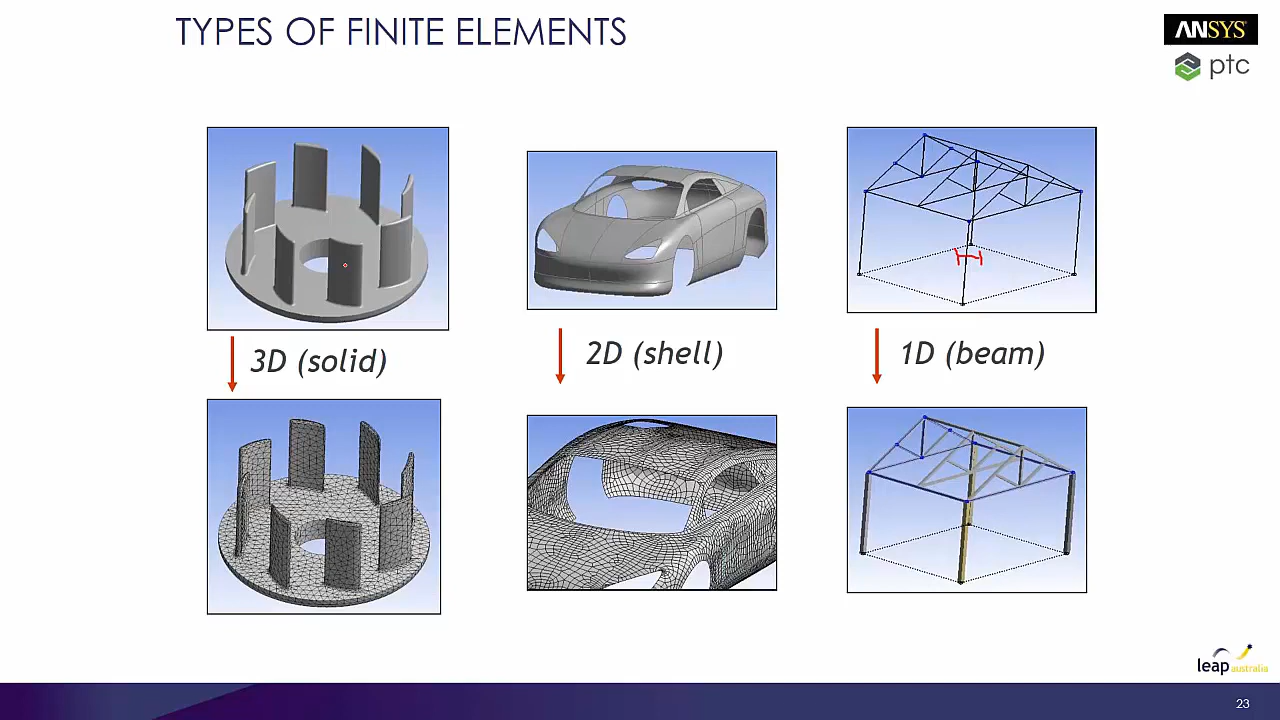 TYPES OF FINITE ELEMENTS
ANSYS
ptc
3D (solid)
2D (shell)
1D (beam)
leap australia
23